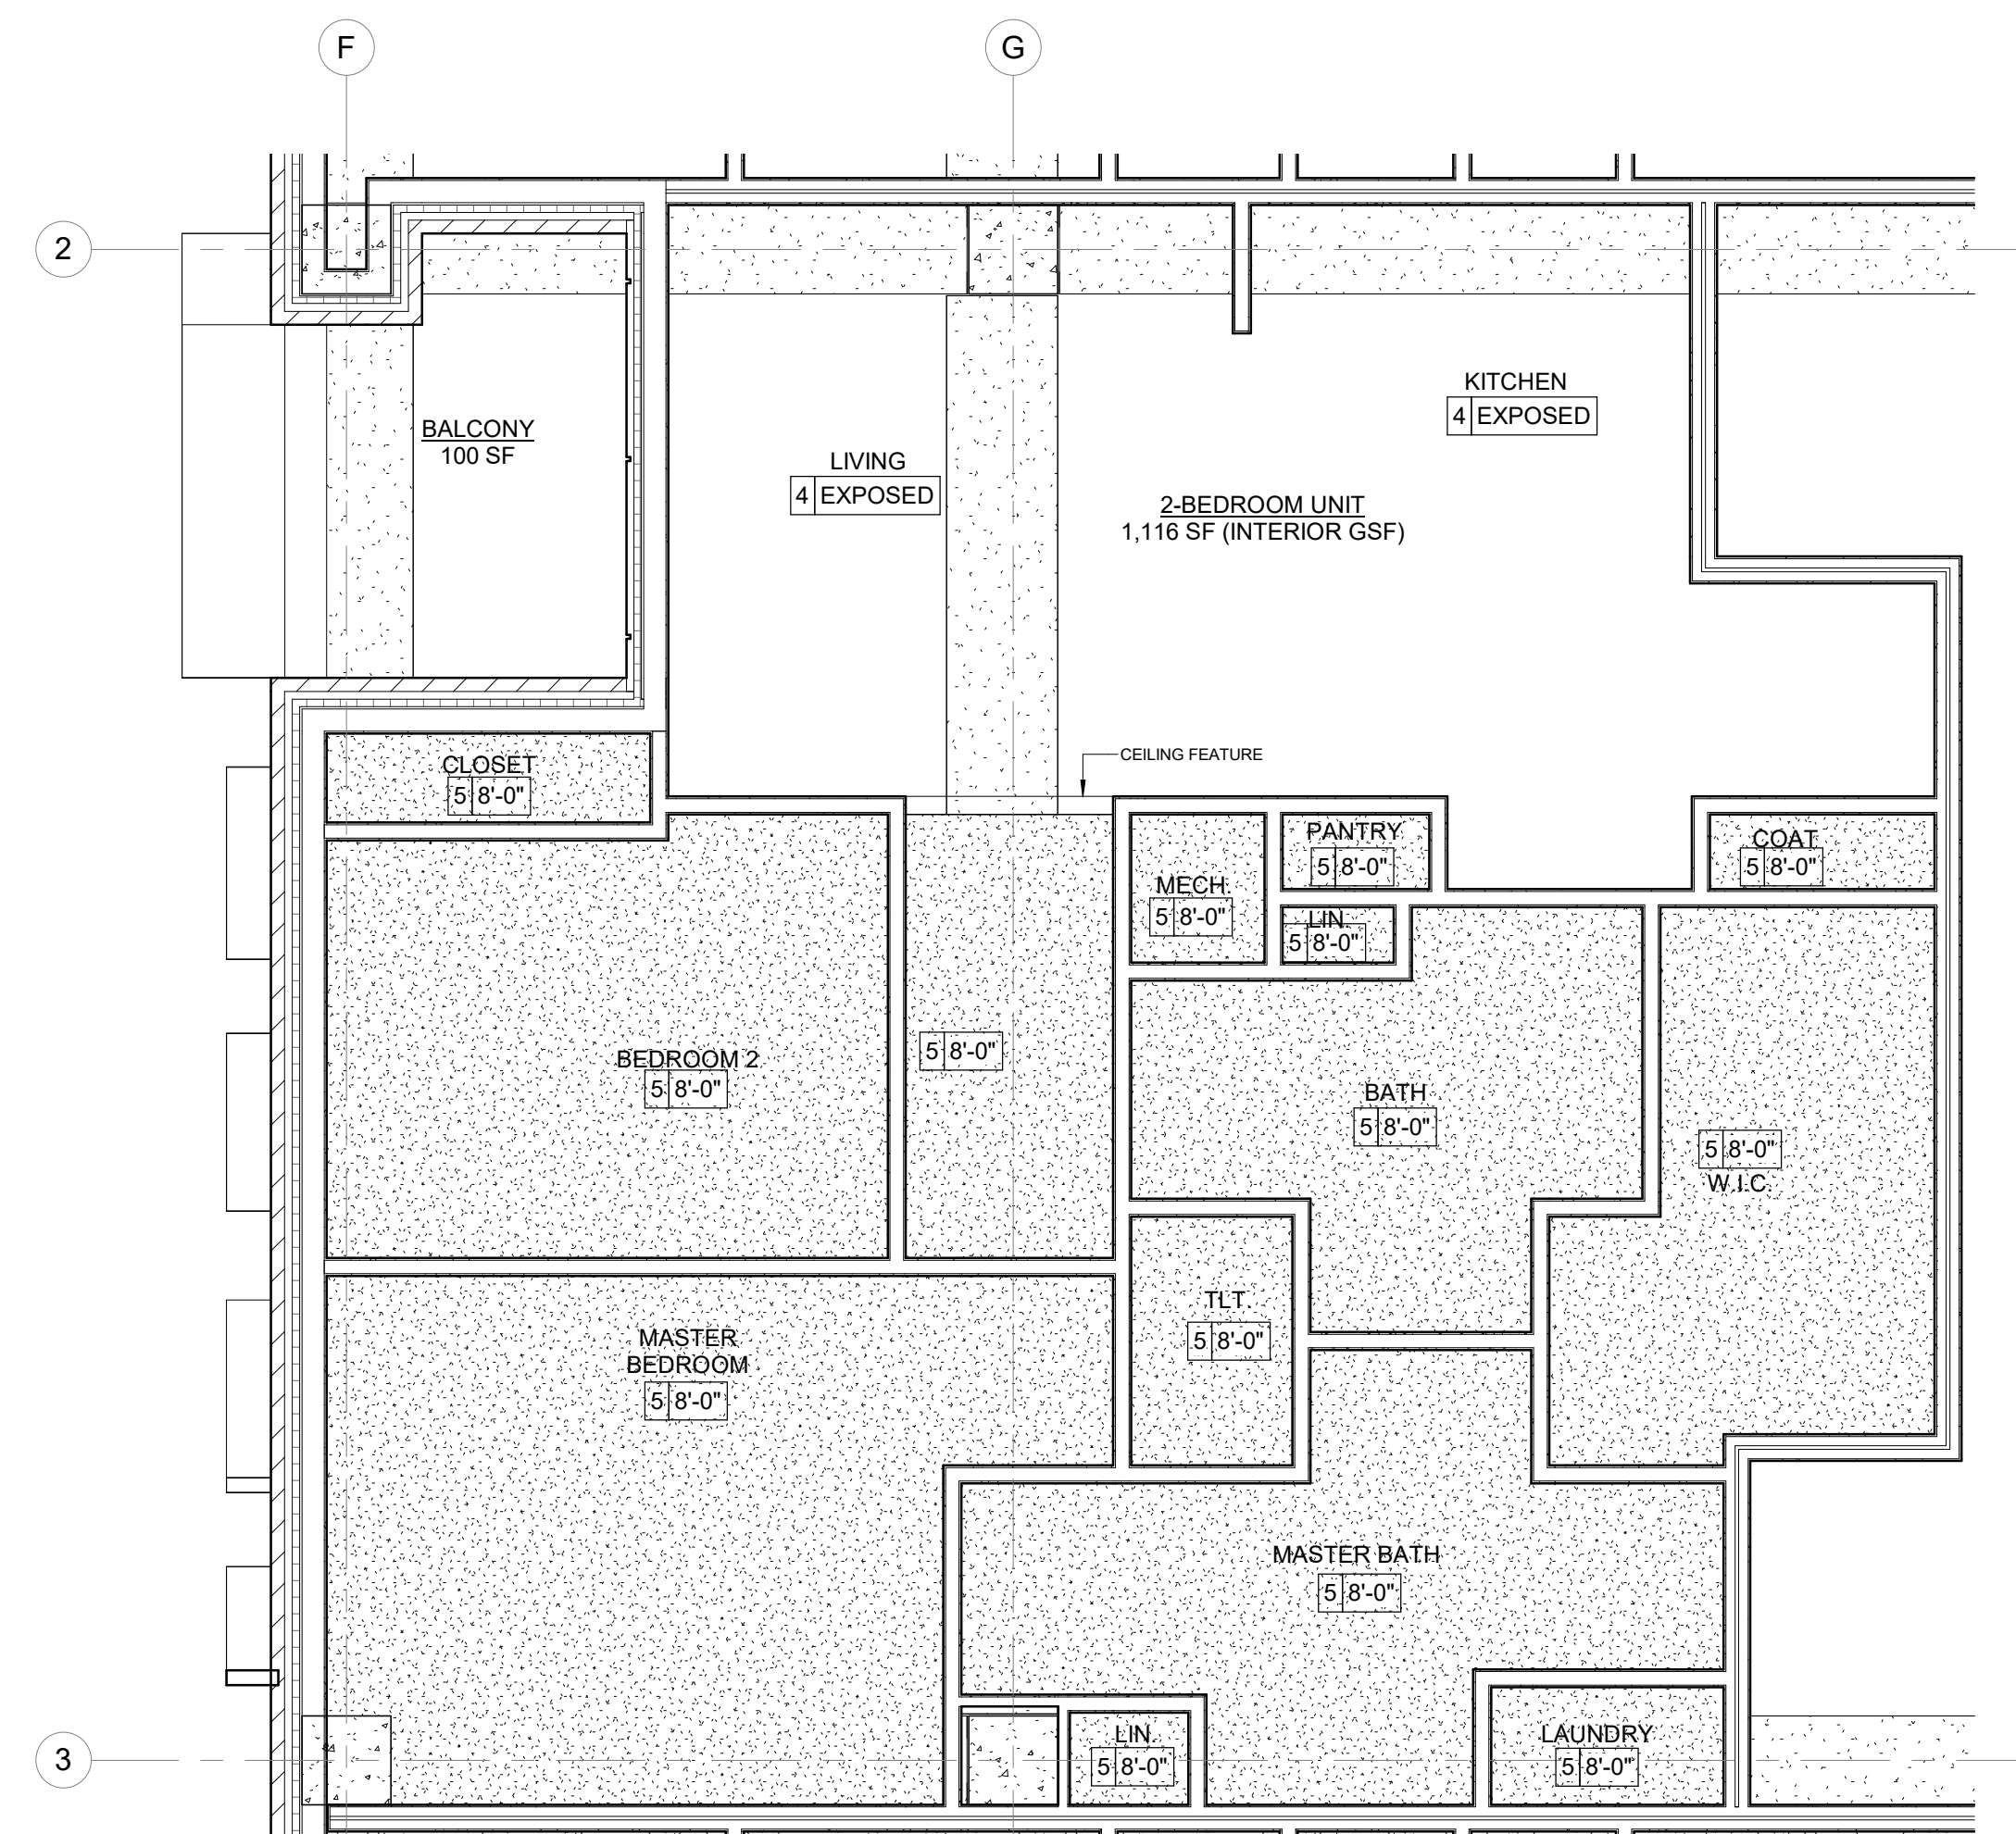 F
G
2
KITCHEN
4 EXPOSED
BALCONY
100 SF
LIVING
4 EXPOSED
2-BEDROOM UNIT
1,116 SF (INTERIOR GSF)
CEILING FEATURE
CLOSET
5 8'-0"
PANTRY
5 8'-0"
COAT
5 8'-0"
MECH.
5 8'-0"
LIN.
5 8'-0"
BEDROOM 2
5 8'-0"
5 8'-0"
BATH
5 8'-0"
5 8'-0"
W.I.C.
TLT.
5 8'-0"
MASTER
BEDROOM
5 8'-0"
MASTER BATH
5 8'-0"
3
LIN.
5 8'-0"
LAUNDRY
5 8'-0"